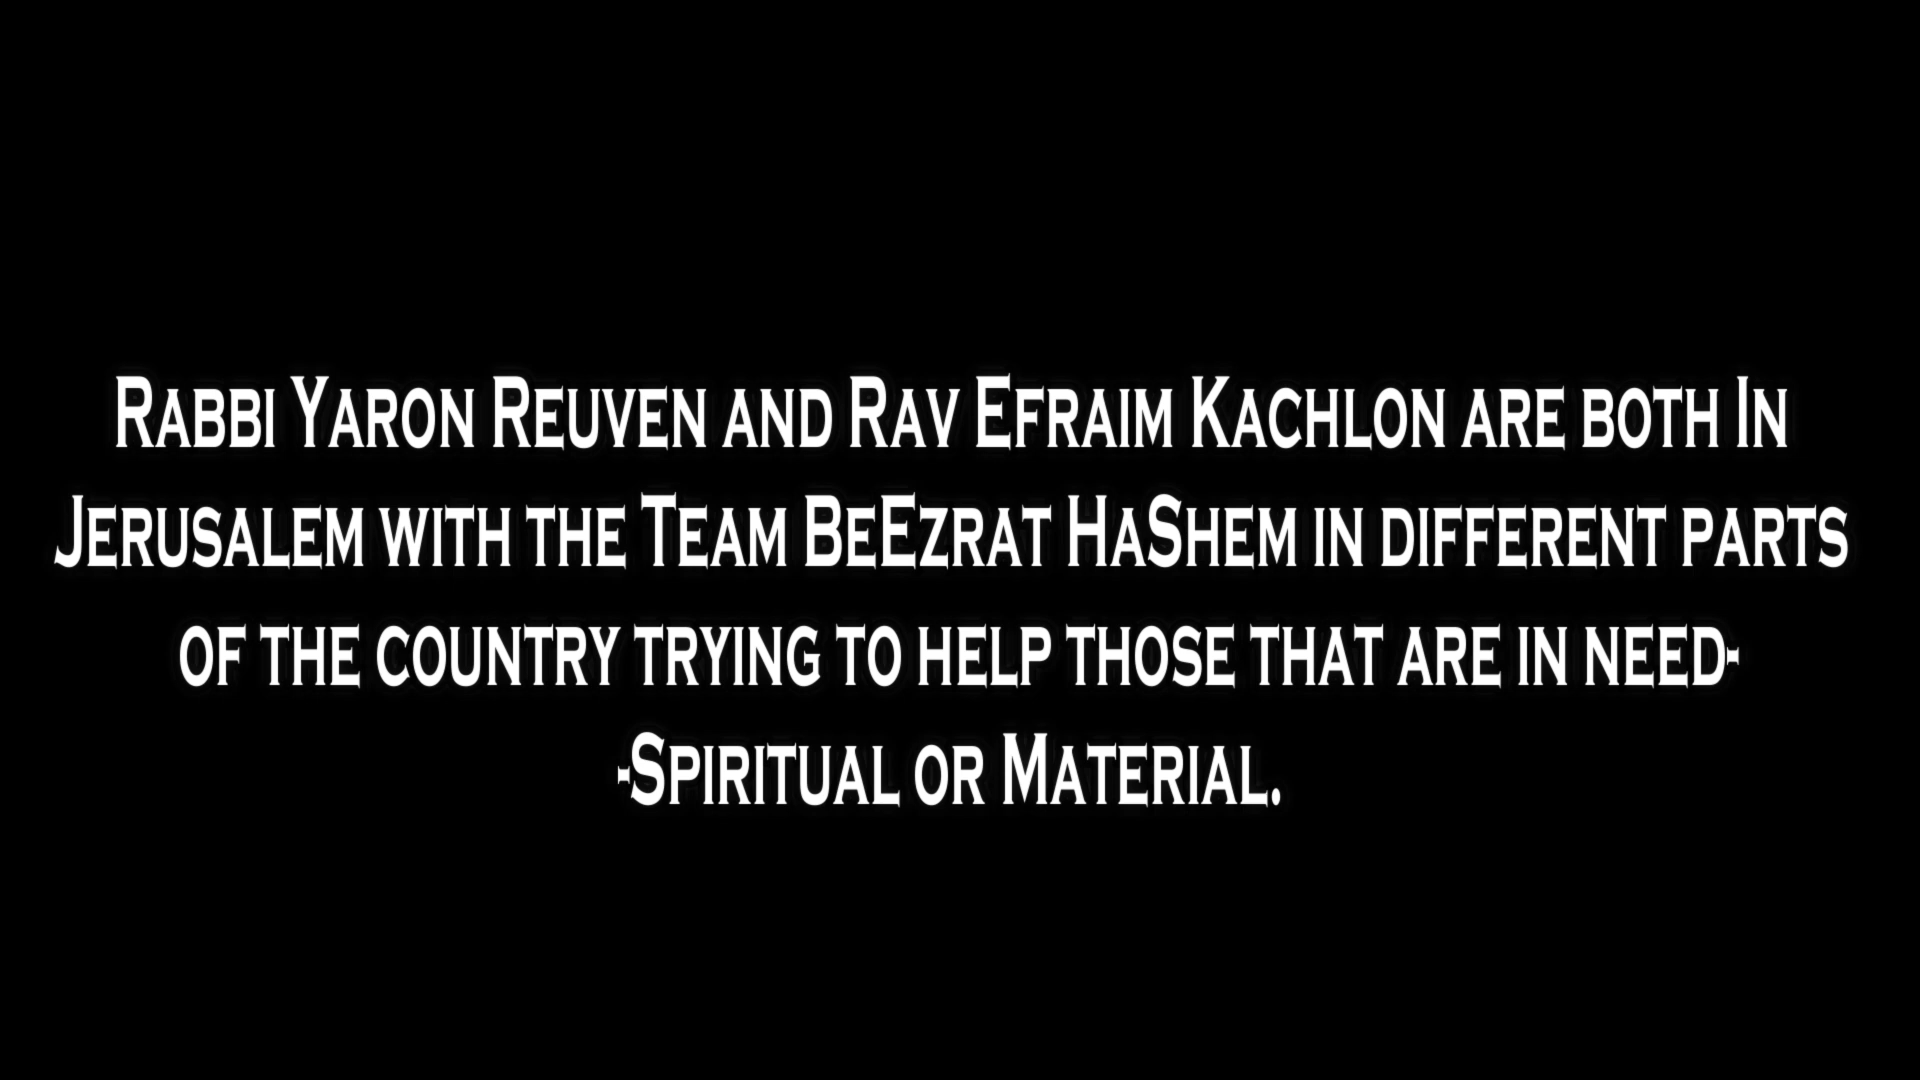 Rabbi Yaron Reuven and Rav Efraim Kachlon are both In
Jerusalem with the Team BeEzrat HaShem in different parts
of the country trying to help those that are in need-
-Spiritual or Material.